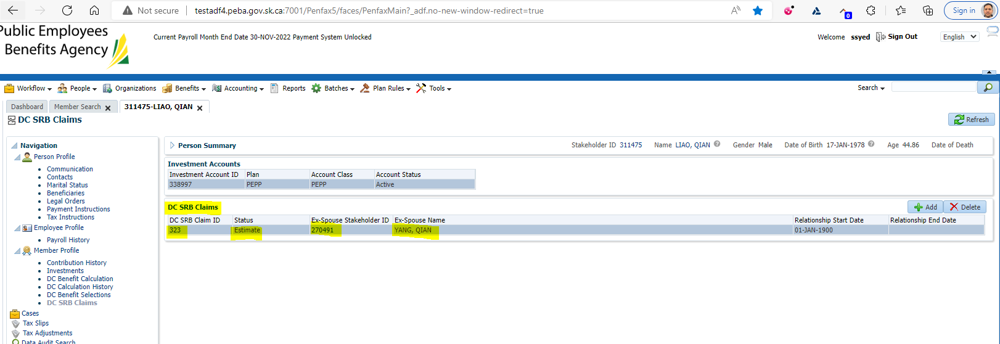 Not secure | testadf4.peba.gov.sk.ca:7001/Penfax5/faces/PenfaxMain?_adf.no-new-window-redirect=true
0
Sign in
Public Employees
Benefits Agency
Current Payroll Month End Date 30-NOV-2022 Payment System Unlocked
Welcome ssyed Sign Out English
Workflow People Organizations Benefits Accounting Reports Batches Plan Rules Tools Search
Dashboard Member Search 311475-LIAO, QIAN
DC SRB Claims
Refresh
Navigation
Person Profile
Communication
Contacts
Marital Status
Beneficiaries
Legal Orders
Payment Instructions
Tax Instructions
Employee Profile
Payroll History
Member Profile
Contribution History
Investments
DC Benefit Calculation
DC Calculation History
DC Benefit Selections
DC SRB Claims
Cases
Tax Slips
Tax Adjustments
Data Audit Search
Person Summary
Stakeholder ID 311475 Name LIAO, QIAN Gender Male Date of Birth 17-JAN-1978 Age 44.86 Date of Death
Investment Accounts
Investment Account ID Plan Account Class Account Status
338997 PEPP PEPP Active
DC SRB Claims
Add Delete
DC SRB Claim ID Status Ex-Spouse Stakeholder ID Ex-Spouse Name Relationship Start Date Relationship End Date
323 Estimate 270491 YANG, QIAN 01-JAN-1900